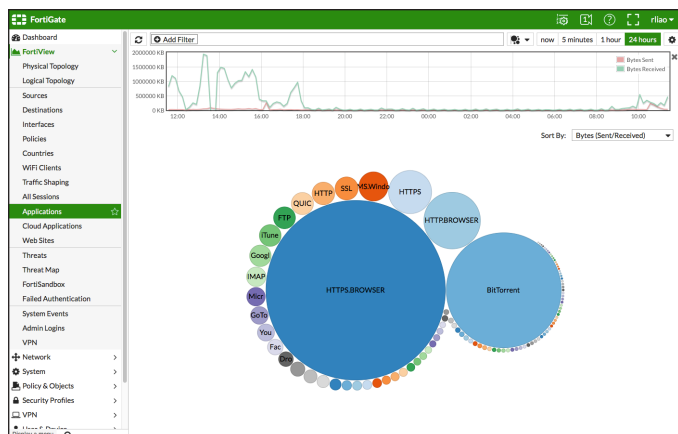 FortiGate
rliao
Dashboard
FortiView
Physical Topology
Logical Topology
Sources
Destinations
Interfaces
Policies
Countries
WiFi Clients
Traffic Shaping
All Sessions
Applications
Cloud Applications
Web Sites
Threats
Threat Map
FortiSandbox
Failed Authentication
System Events
Admin Logins
VPN
Network
System
Policy & Objects
Security Profiles
VPN
User & Device
Add Filter
now 5 minutes 1 hour 24 hours
2000000 KB
1500000 KB
1000000 KB
500000 KB
0 KB
Bytes Sent
Bytes Received
12:00 14:00 16:00 18:00 20:00 22:00 00:00 02:00 04:00 06:00 08:00 10:00
Sort By: Bytes (Sent/Received)
HTTPS.BROWSER
BitTorrent
HTTP.BROWSER
HTTPS
MS.Windo
SSL
HTTP
QUIC
FTP
iTune
Googl
IMAP
Micr
GoTo
You
Fac
Dro